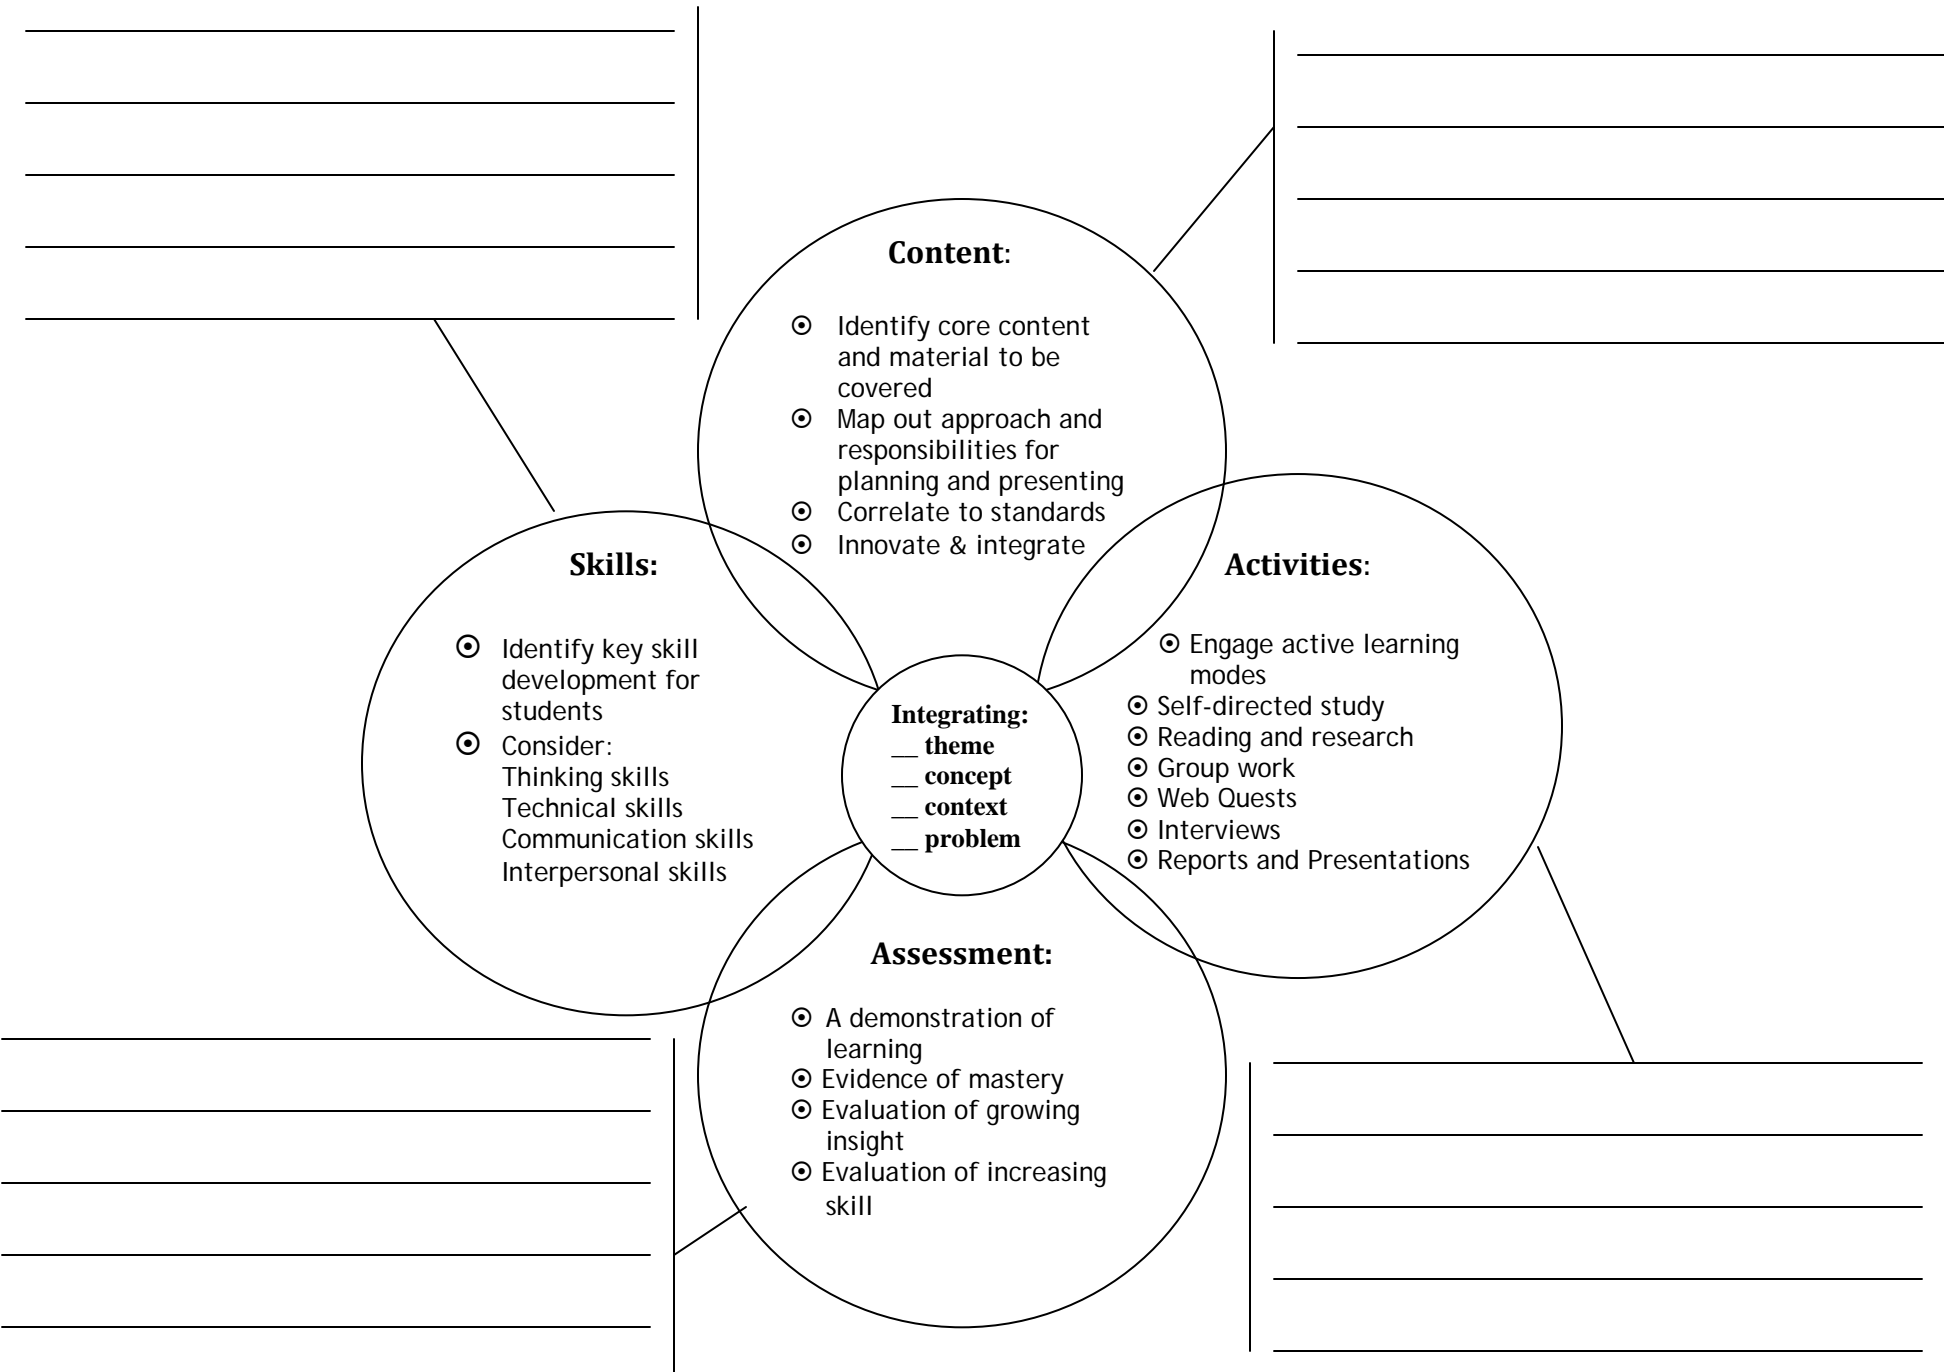 Content:
⦿ Identify core content
and material to be
covered
⦿ Map out approach and
responsibilities for
planning and presenting
⦿ Correlate to standards
⦿ Innovate & integrate
Skills:
⦿ Identify key skill
development for
students
⦿ Consider:
Thinking skills
Technical skills
Communication skills
Interpersonal skills
Integrating:
__ theme
__ concept
__ context
__ problem
Activities:
⦿ Engage active learning
modes
⦿ Self-directed study
⦿ Reading and research
⦿ Group work
⦿ Web Quests
⦿ Interviews
⦿ Reports and Presentations
Assessment:
⦿ A demonstration of
learning
⦿ Evidence of mastery
⦿ Evaluation of growing
insight
⦿ Evaluation of increasing
skill